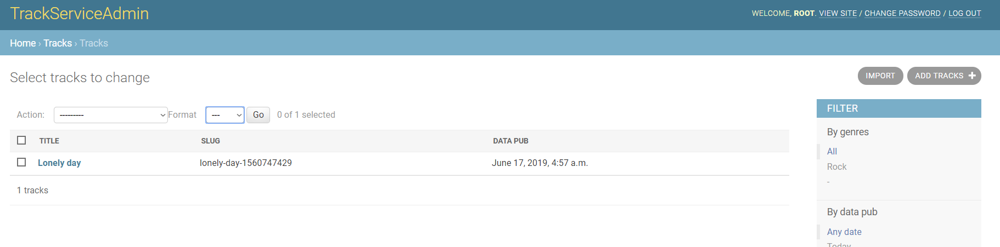 TrackServiceAdmin
WELCOME, ROOT. VIEW SITE / CHANGE PASSWORD / LOG OUT
Home › Tracks › Tracks
Select tracks to change
IMPORT
ADD TRACKS +
Action: --------- Format --- Go 0 of 1 selected
TITLE SLUG DATA PUB
Lonely day lonely-day-1560747429 June 17, 2019, 4:57 a.m.
1 tracks
FILTER
By genres
All
Rock
-
By data pub
Any date
Today